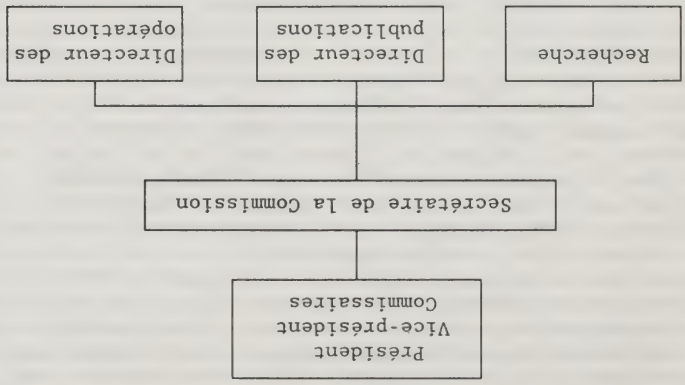 Président
Vice-président
Commissaires
Secrétaire de la Commission
Recherche
Directeur des
publications
Directeur des
opérations